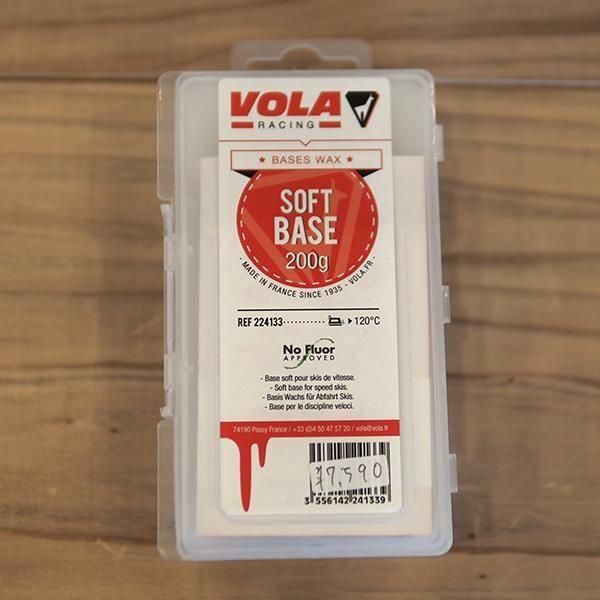 VOLA
RACING
★ BASES WAX ★
SOFT
BASE
200g
- MADE IN FRANCE SINCE 1935 - VOLA.FR -
REF 224133 ............ ▸ 120°C
No Fluor
APPROVED
- Base soft pour skis de vitesse.
- Soft base for speed skis.
- Basis Wachs für Abfahrt Skis.
- Base per le discipline veloci.
74190 Passy France / +33 (0)4 50 47 57 20 / vola@vola.fr
¥7,590
3 556142 241339